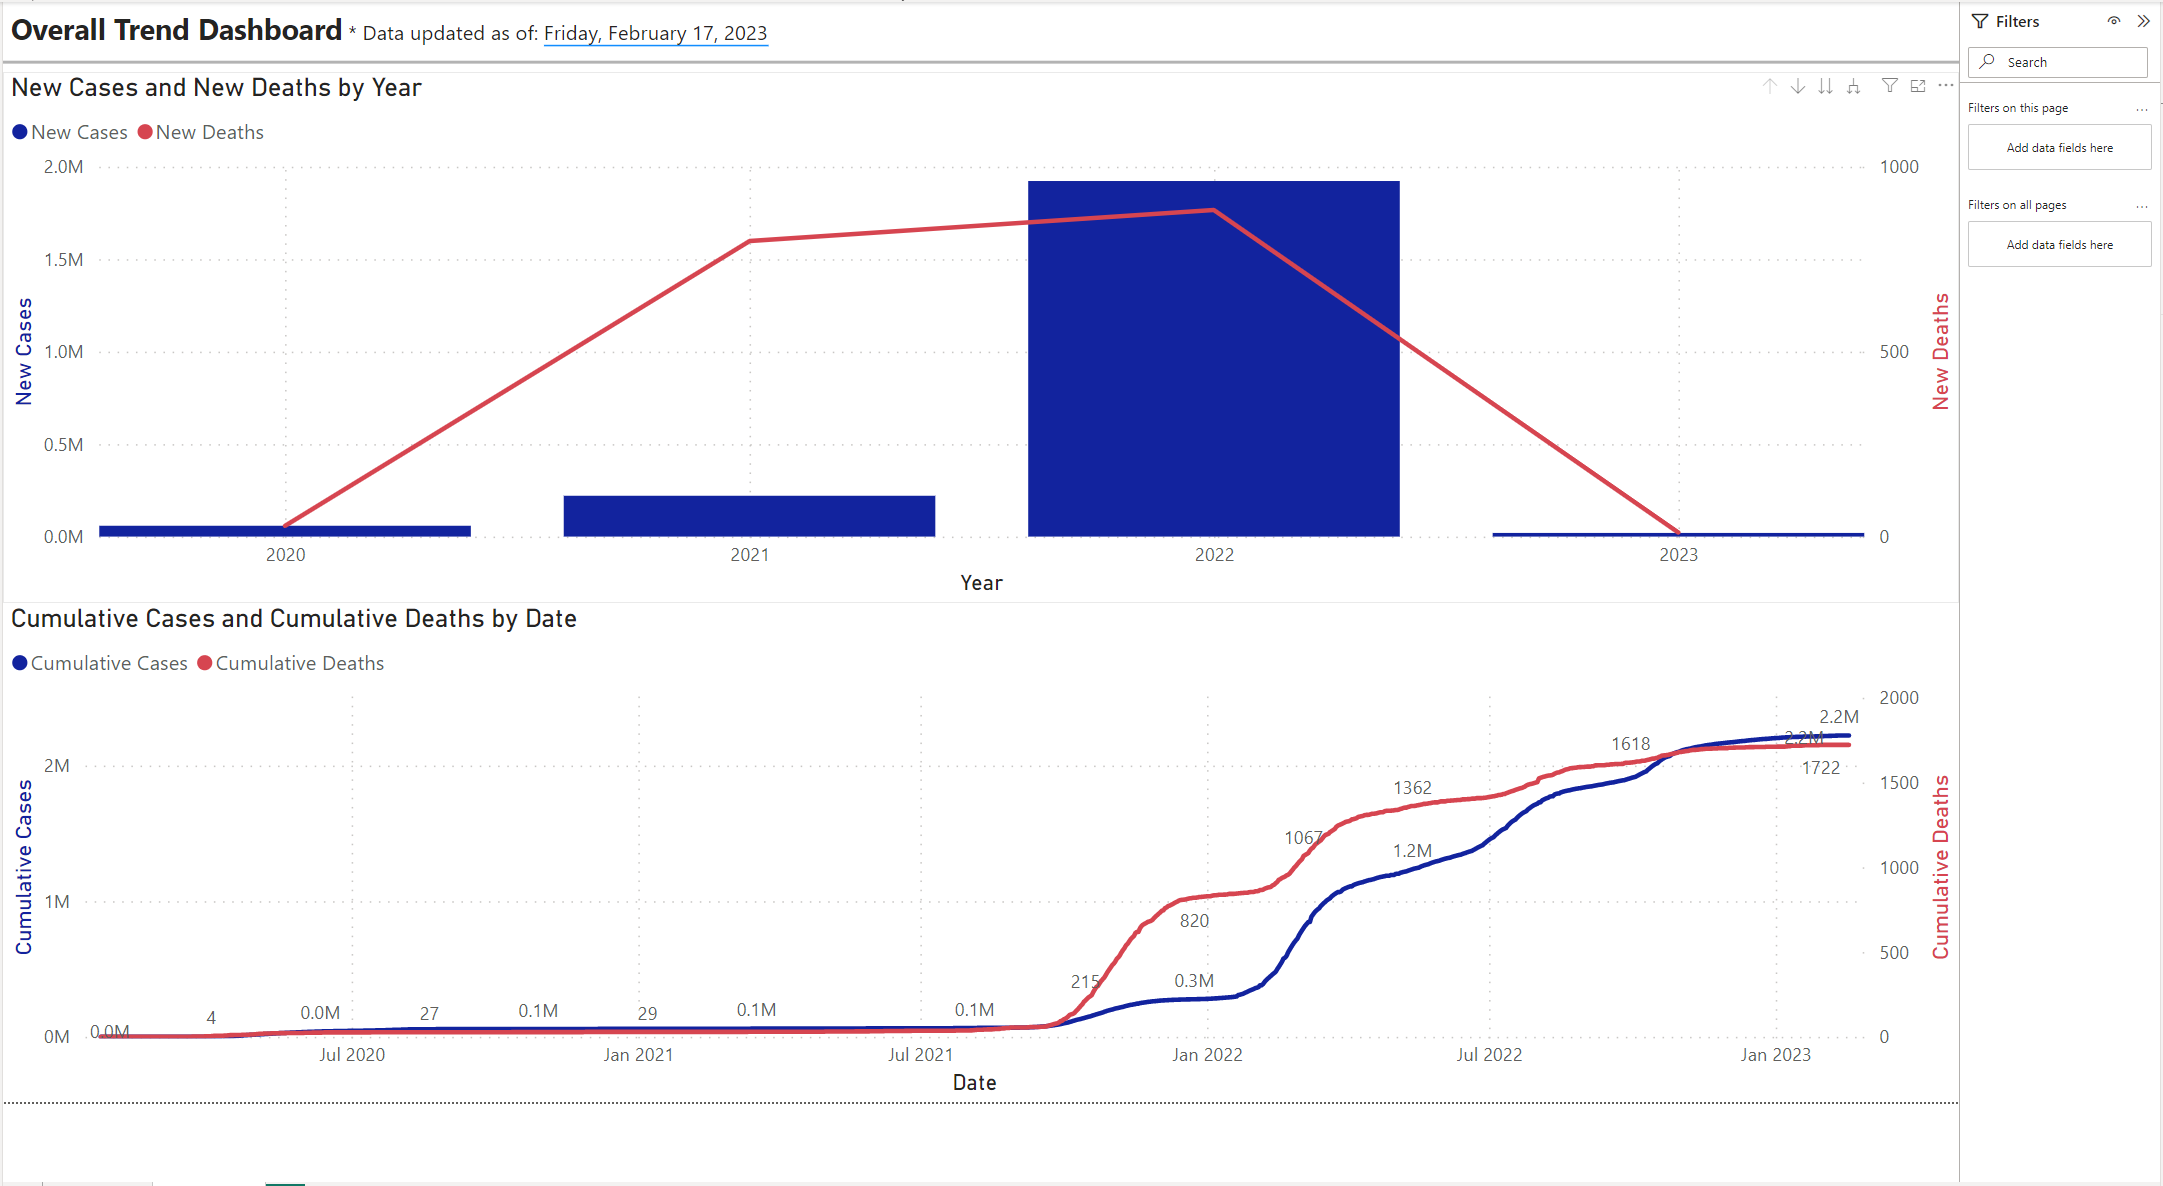 Overall Trend Dashboard * Data updated as of: Friday, February 17, 2023
New Cases and New Deaths by Year
New Cases New Deaths
2.0M
1.5M
1.0M
0.5M
0.0M
New Cases
1000
500
0
New Deaths
2020 2021 2022 2023
Year
Cumulative Cases and Cumulative Deaths by Date
Cumulative Cases Cumulative Deaths
2M
1M
0M
Cumulative Cases
2000
1500
1000
500
0
Cumulative Deaths
0.0M 4 0.0M 27 0.1M 29 0.1M 0.1M 215 820 0.3M 1067 1362 1.2M 1618 2.2M 2.2M 1722
Jul 2020 Jan 2021 Jul 2021 Jan 2022 Jul 2022 Jan 2023
Date
Filters
Search
Filters on this page ...
Add data fields here
Filters on all pages ...
Add data fields here